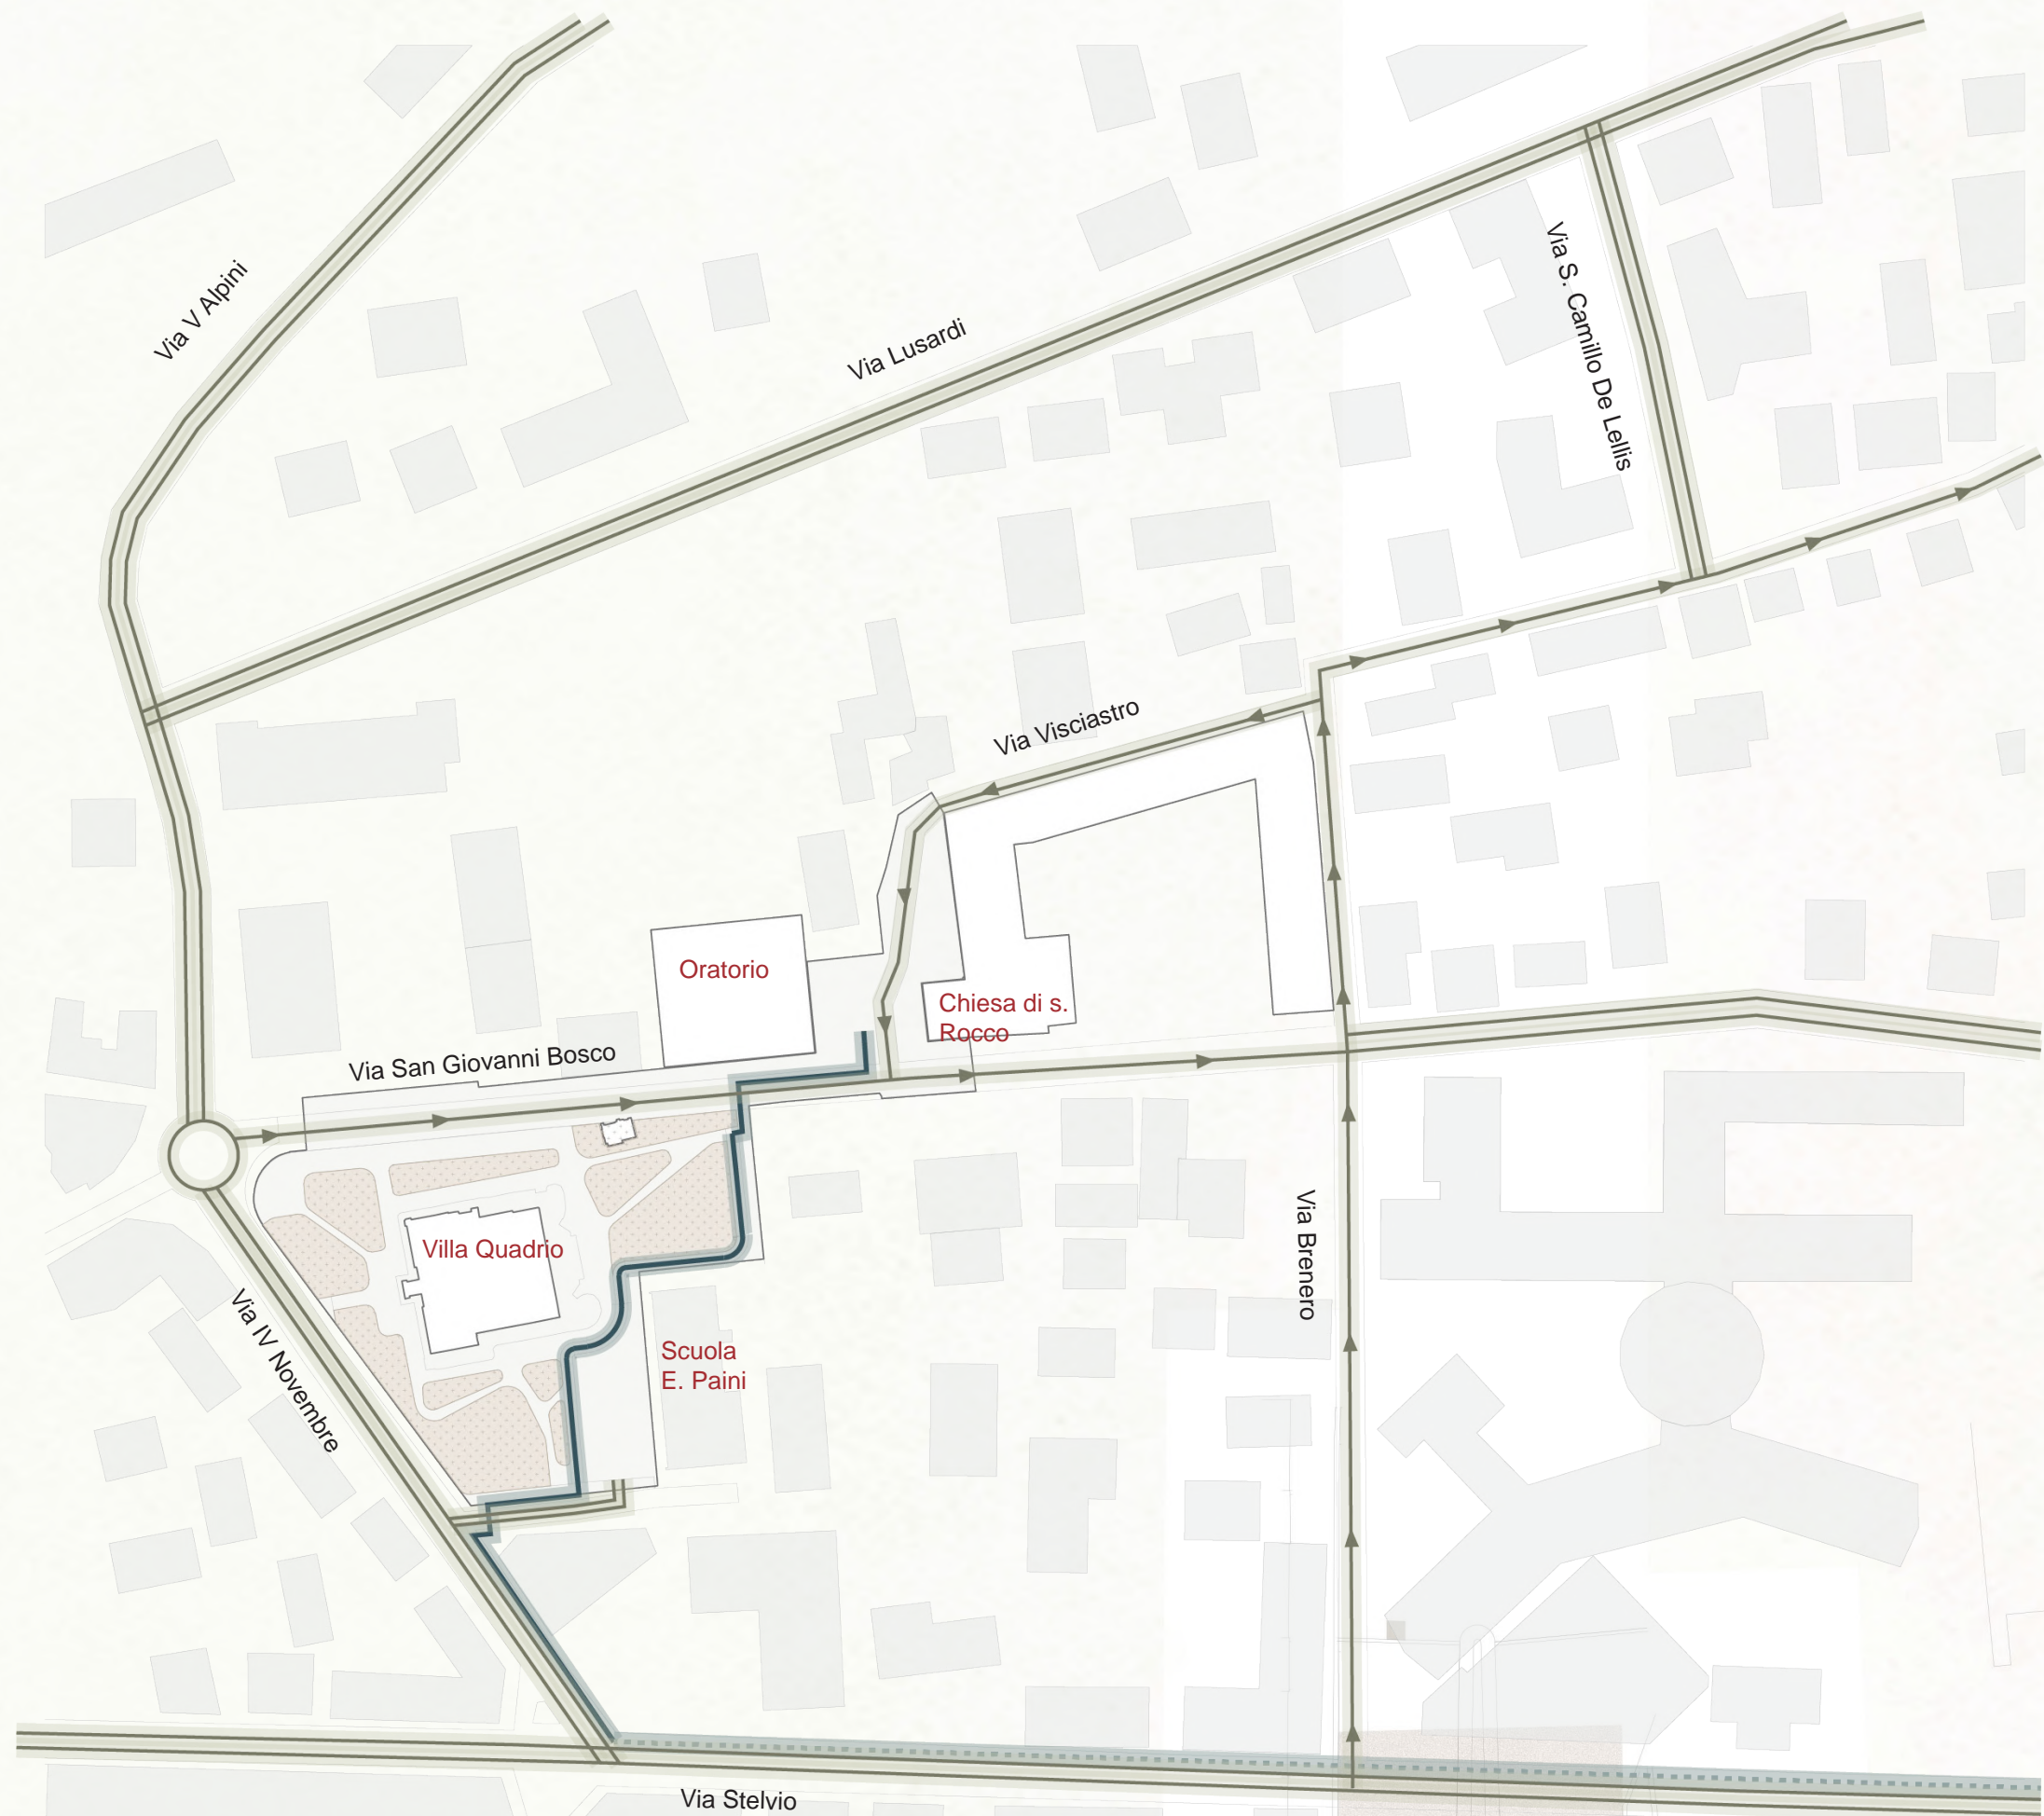 Via V Alpini
Via Lusardi
Via S. Camillo De Lellis
Via Visciastro
Oratorio
Chiesa di s.
Rocco
Via San Giovanni Bosco
Villa Quadrio
Via Brenero
Via IV Novembre
Scuola
E. Paini
Via Stelvio